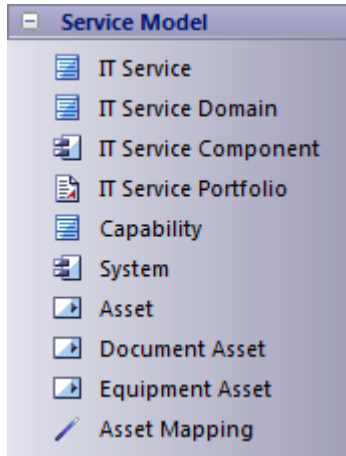 Service Model
IT Service
IT Service Domain
IT Service Component
IT Service Portfolio
Capability
System
Asset
Document Asset
Equipment Asset
Asset Mapping